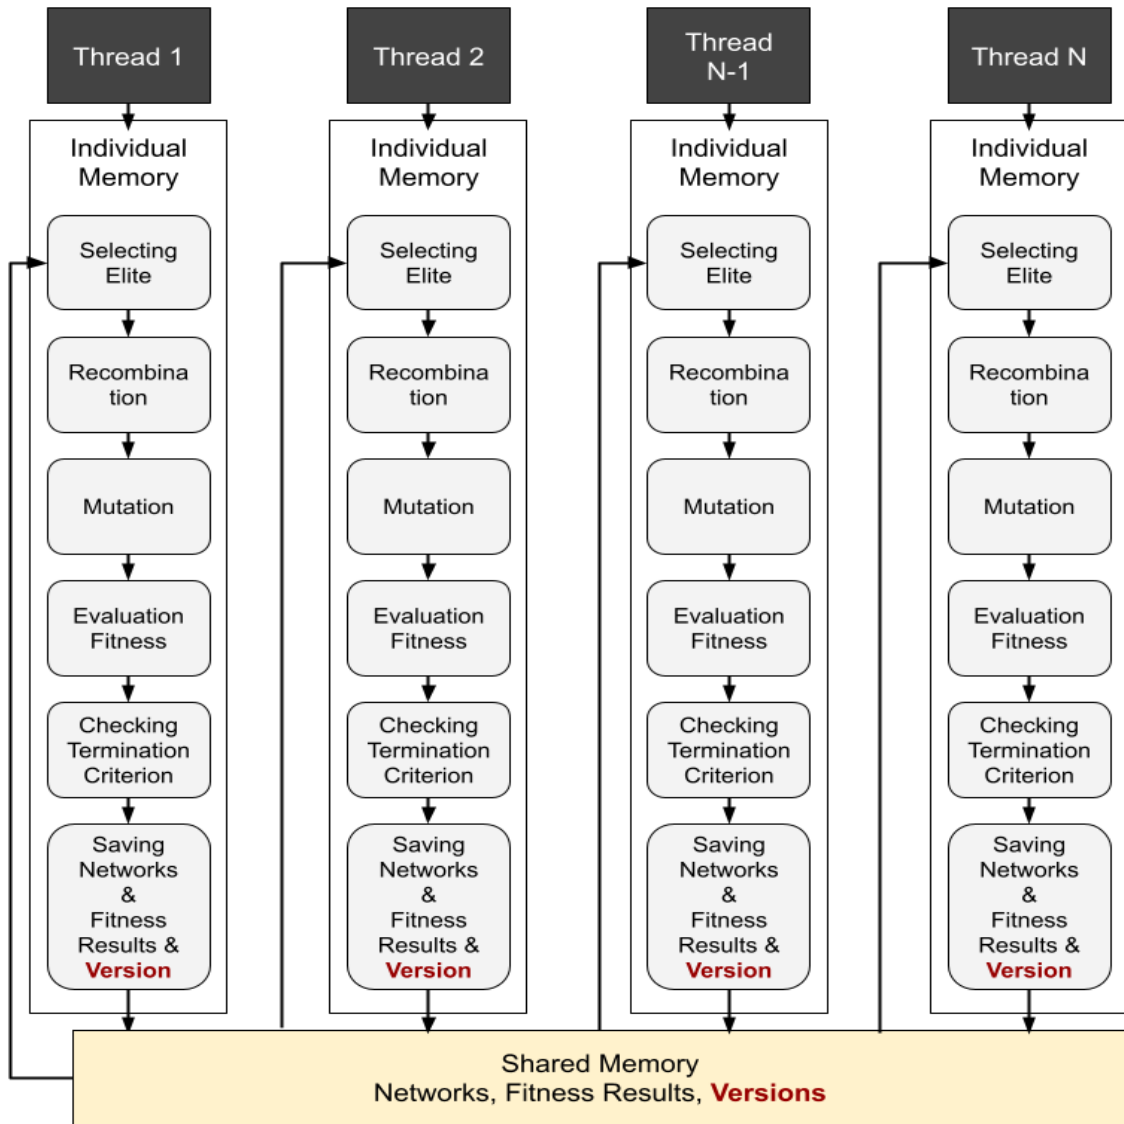 Thread 1
Individual
Memory
Selecting
Elite
Recombina
tion
Mutation
Evaluation
Fitness
Checking
Termination
Criterion
Saving
Networks
&
Fitness
Results &
Version
Thread 2
Individual
Memory
Selecting
Elite
Recombina
tion
Mutation
Evaluation
Fitness
Checking
Termination
Criterion
Saving
Networks
&
Fitness
Results &
Version
Thread
N-1
Individual
Memory
Selecting
Elite
Recombina
tion
Mutation
Evaluation
Fitness
Checking
Termination
Criterion
Saving
Networks
&
Fitness
Results &
Version
Thread N
Individual
Memory
Selecting
Elite
Recombina
tion
Mutation
Evaluation
Fitness
Checking
Termination
Criterion
Saving
Networks
&
Fitness
Results &
Version
Shared Memory
Networks, Fitness Results, Versions